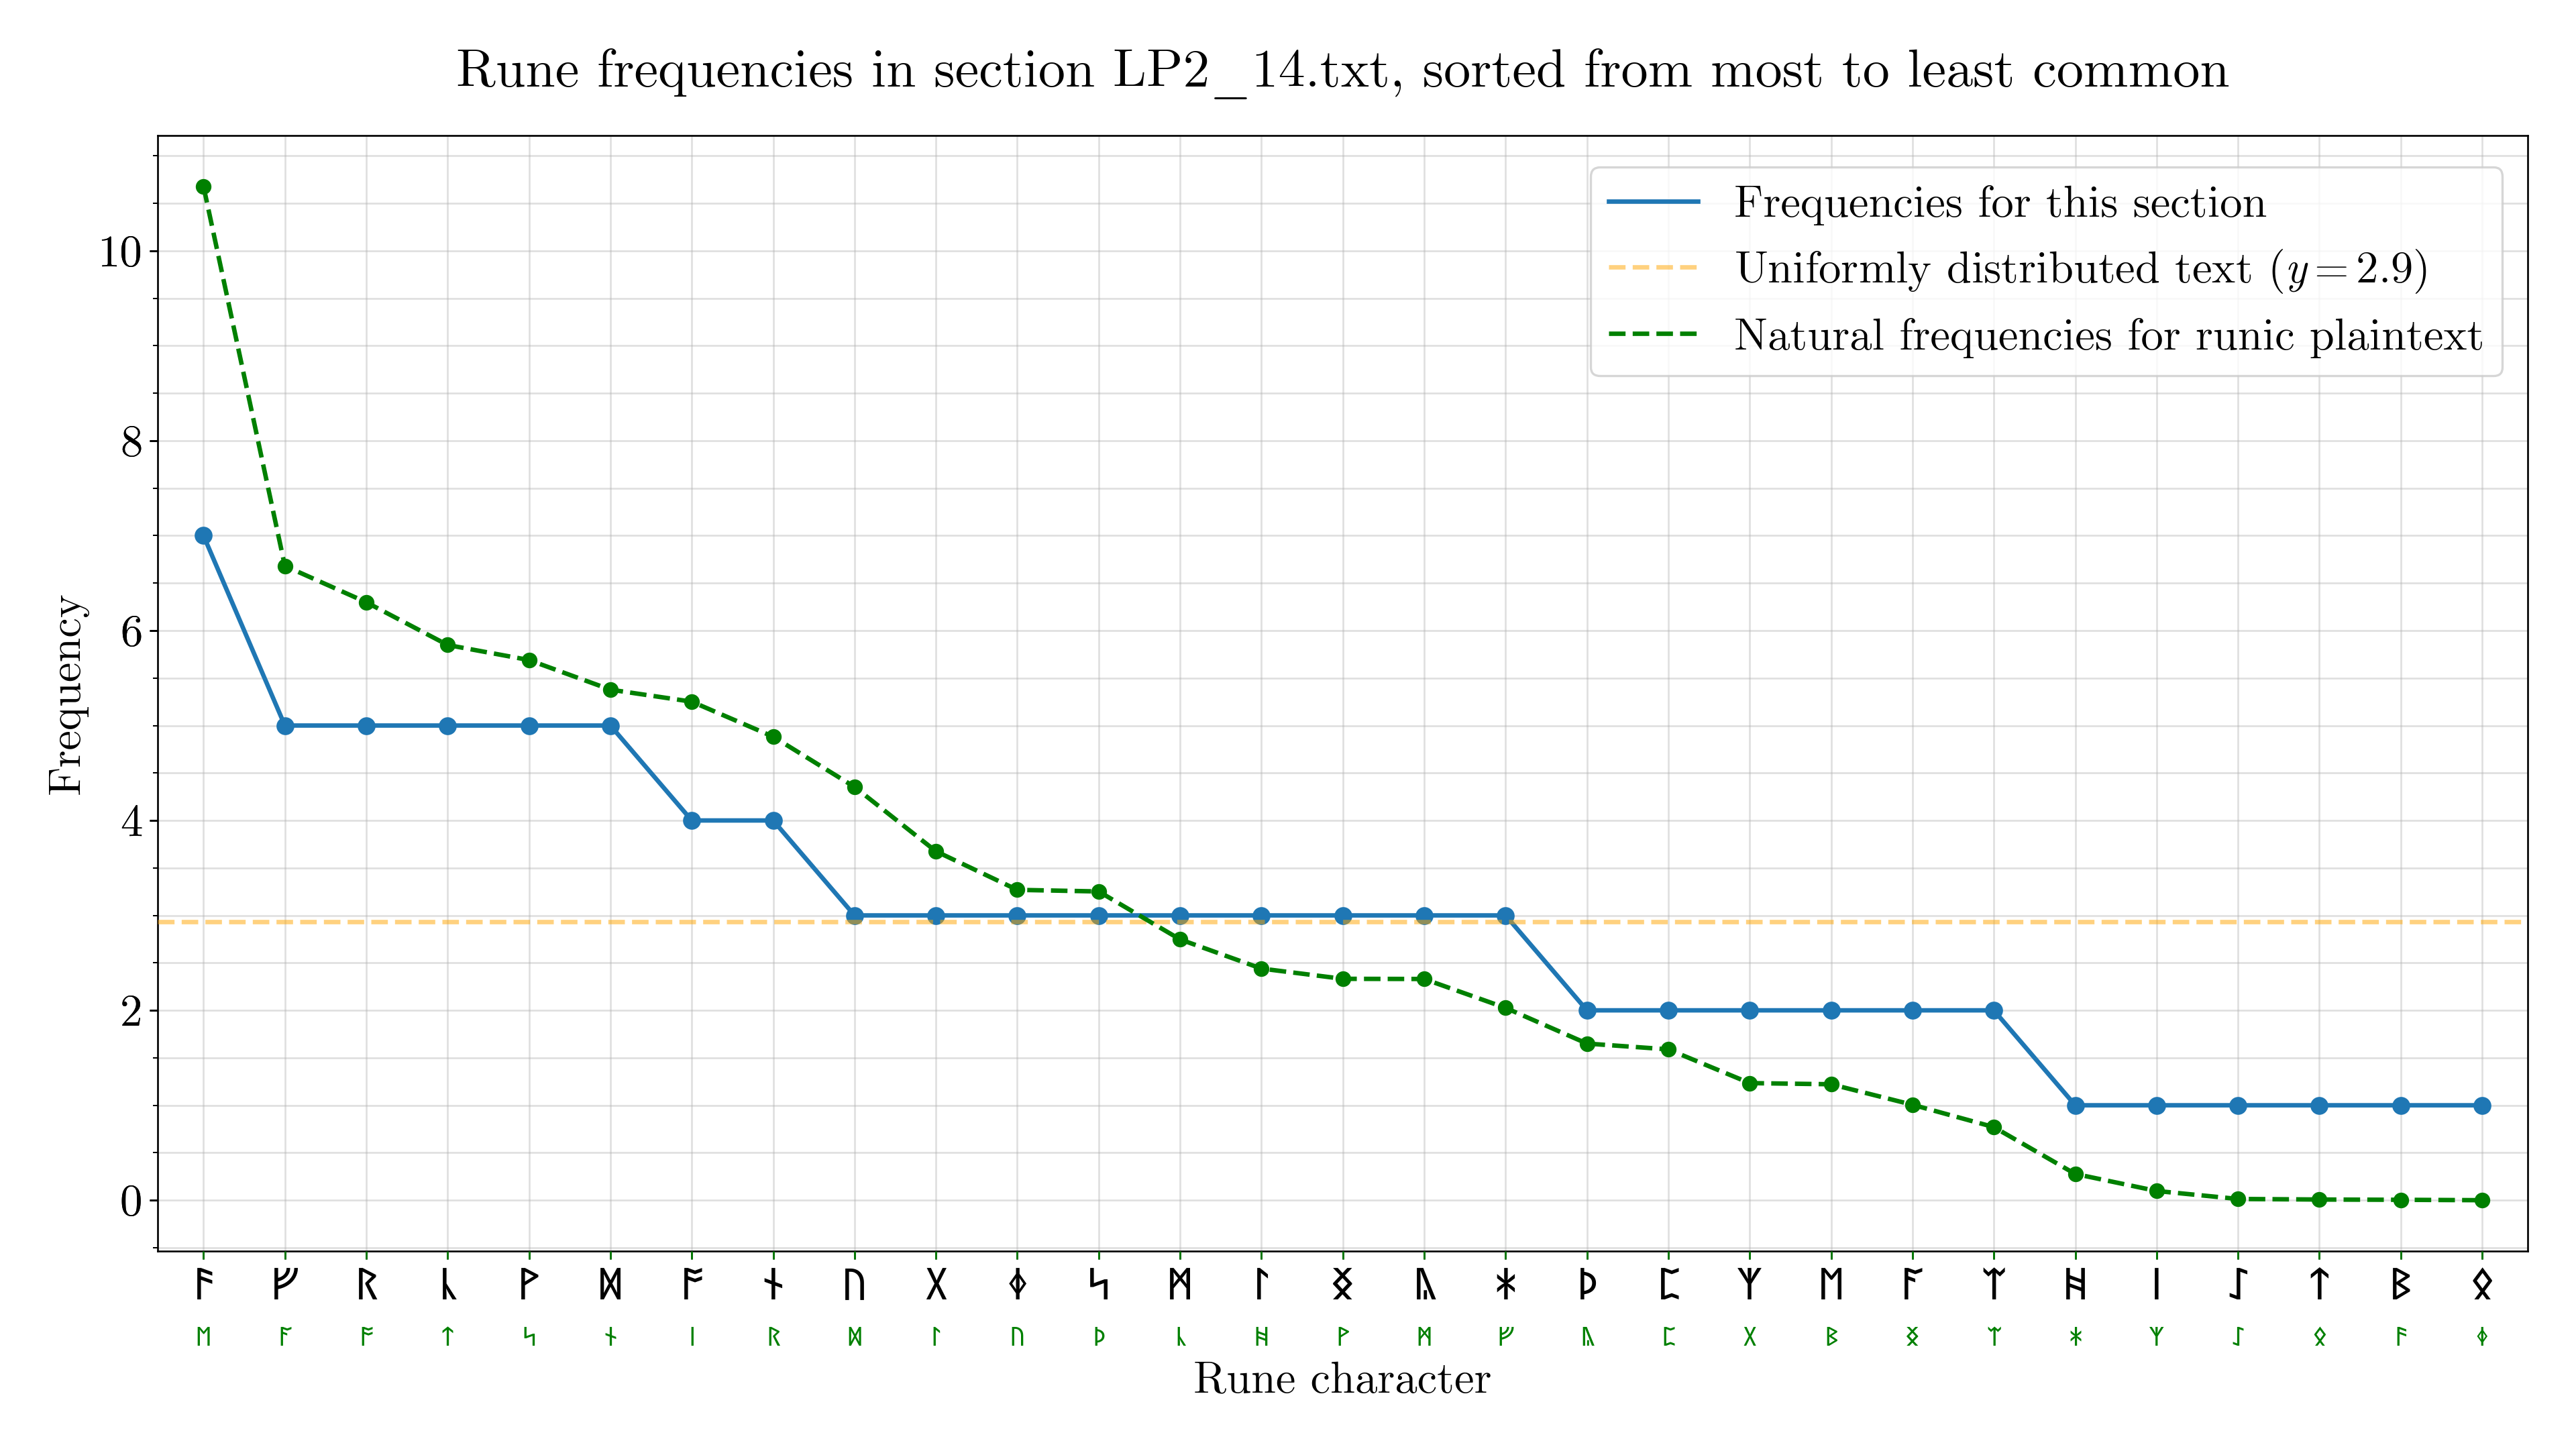 Rune frequencies in section LP2_14.txt, sorted from most to least common
Frequencies for this section
Uniformly distributed text (y = 2.9)
Natural frequencies for runic plaintext
Frequency
10
8
6
4
2
0
ᚫ ᚠ ᚱ ᚳ ᚹ ᛞ ᚩ ᚾ ᚢ ᚷ ᛄ ᛋ ᛗ ᛚ ᛝ ᚣ ᛡ ᚦ ᛈ ᛉ ᛖ ᚪ ᛠ ᚻ ᛁ ᛇ ᛏ ᛒ ᛟ
ᛖ ᚪ ᚩ ᛏ ᛋ ᚾ ᛁ ᚱ ᛞ ᛚ ᚢ ᚦ ᚳ ᚻ ᚹ ᛗ ᚠ ᚣ ᛈ ᚷ ᛒ ᛝ ᛠ ᛡ ᛉ ᛇ ᛟ ᚫ ᛄ
Rune character